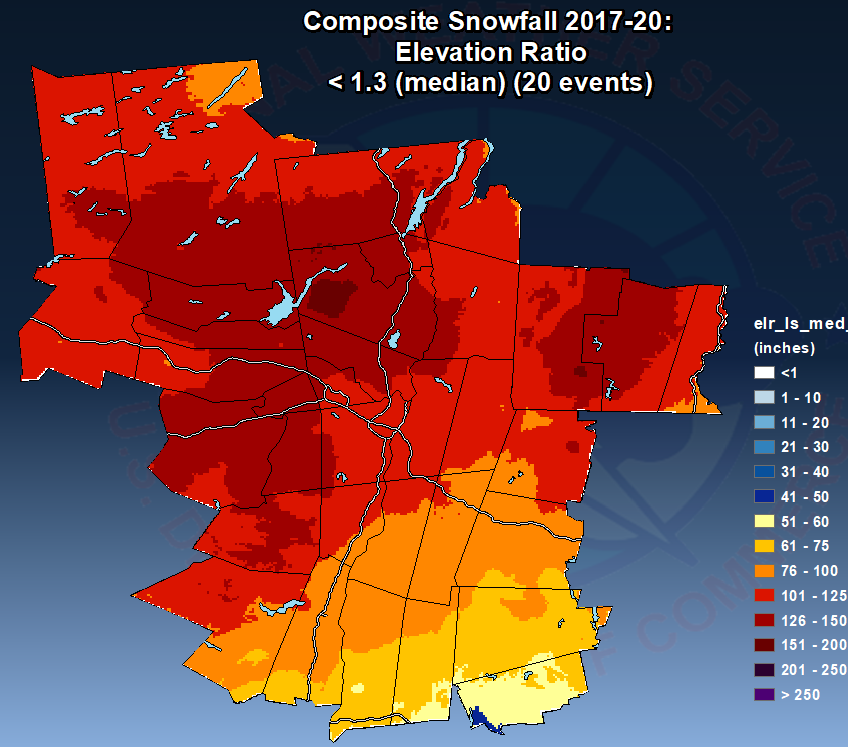 Composite Snowfall 2017-20:
Elevation Ratio
< 1.3 (median) (20 events)
elr_ls_med_
(inches)
<1
1 - 10
11 - 20
21 - 30
31 - 40
41 - 50
51 - 60
61 - 75
76 - 100
101 - 125
126 - 150
151 - 200
201 - 250
> 250